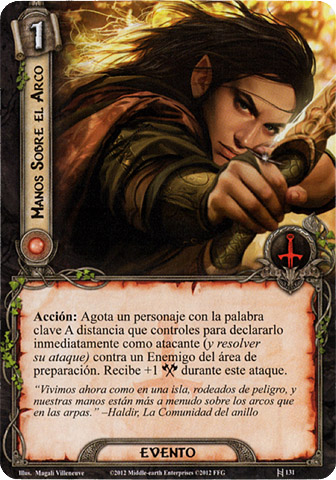 1
Manos Sobre el Arco
Acción: Agota un personaje con la palabra
clave A distancia que controles para declararlo
inmediatamente como atacante (y resolver
su ataque) contra un Enemigo del área de
preparación. Recibe +1 durante este ataque.
“Vivimos ahora como en una isla, rodeados de peligro, y
nuestras manos están más a menudo sobre los arcos que
en las arpas.” –Haldir, La Comunidad del anillo
Evento
Illus. Magali Villeneuve ©2012 Middle-earth Enterprises ©2012 FFG 131